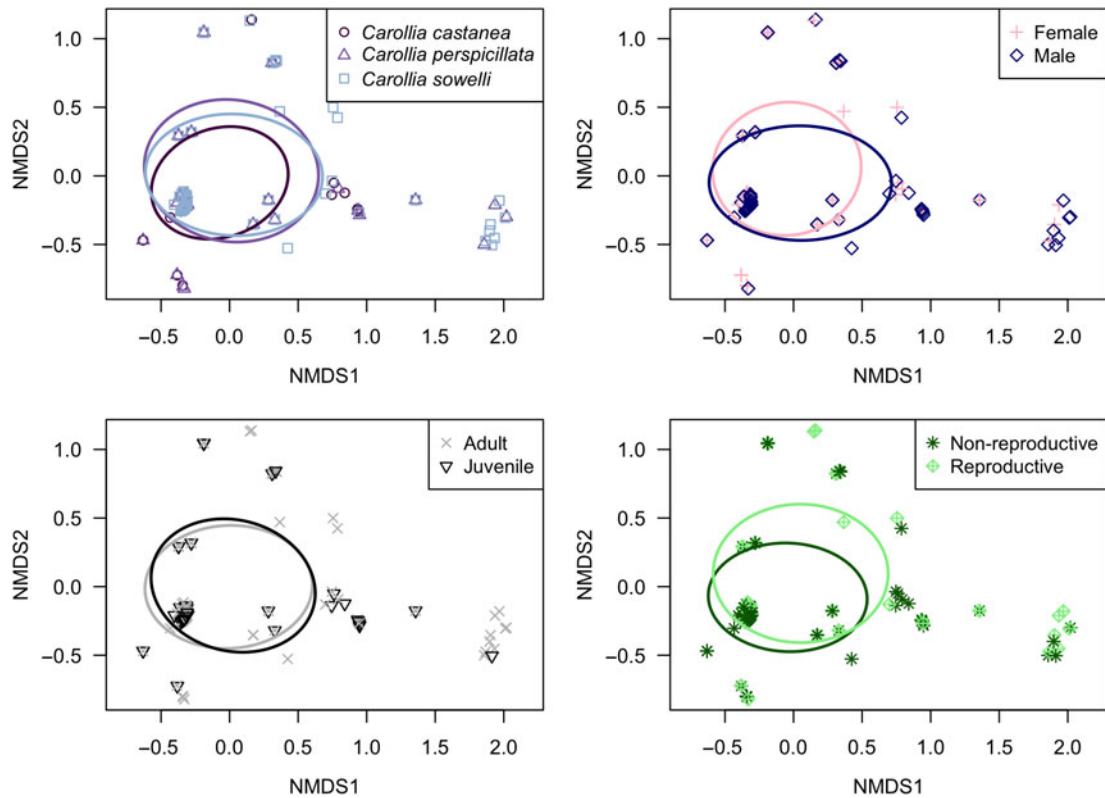 Carollia castanea
Carollia perspicillata
Carollia sowelli
1.0
0.5
0.0
−0.5
NMDS2
−0.5 0.0 0.5 1.0 1.5 2.0
NMDS1
Female
Male
1.0
0.5
0.0
−0.5
NMDS2
−0.5 0.0 0.5 1.0 1.5 2.0
NMDS1
Adult
Juvenile
1.0
0.5
0.0
−0.5
NMDS2
−0.5 0.0 0.5 1.0 1.5 2.0
NMDS1
Non-reproductive
Reproductive
1.0
0.5
0.0
−0.5
NMDS2
−0.5 0.0 0.5 1.0 1.5 2.0
NMDS1